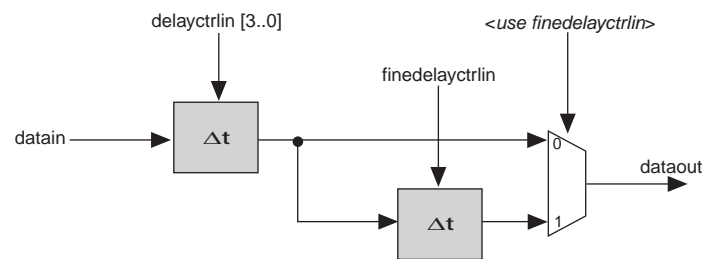 delayctrlin [3..0]
<use finedelayctrlin>
finedelayctrlin
datain
Δt
0
dataout
Δt
1